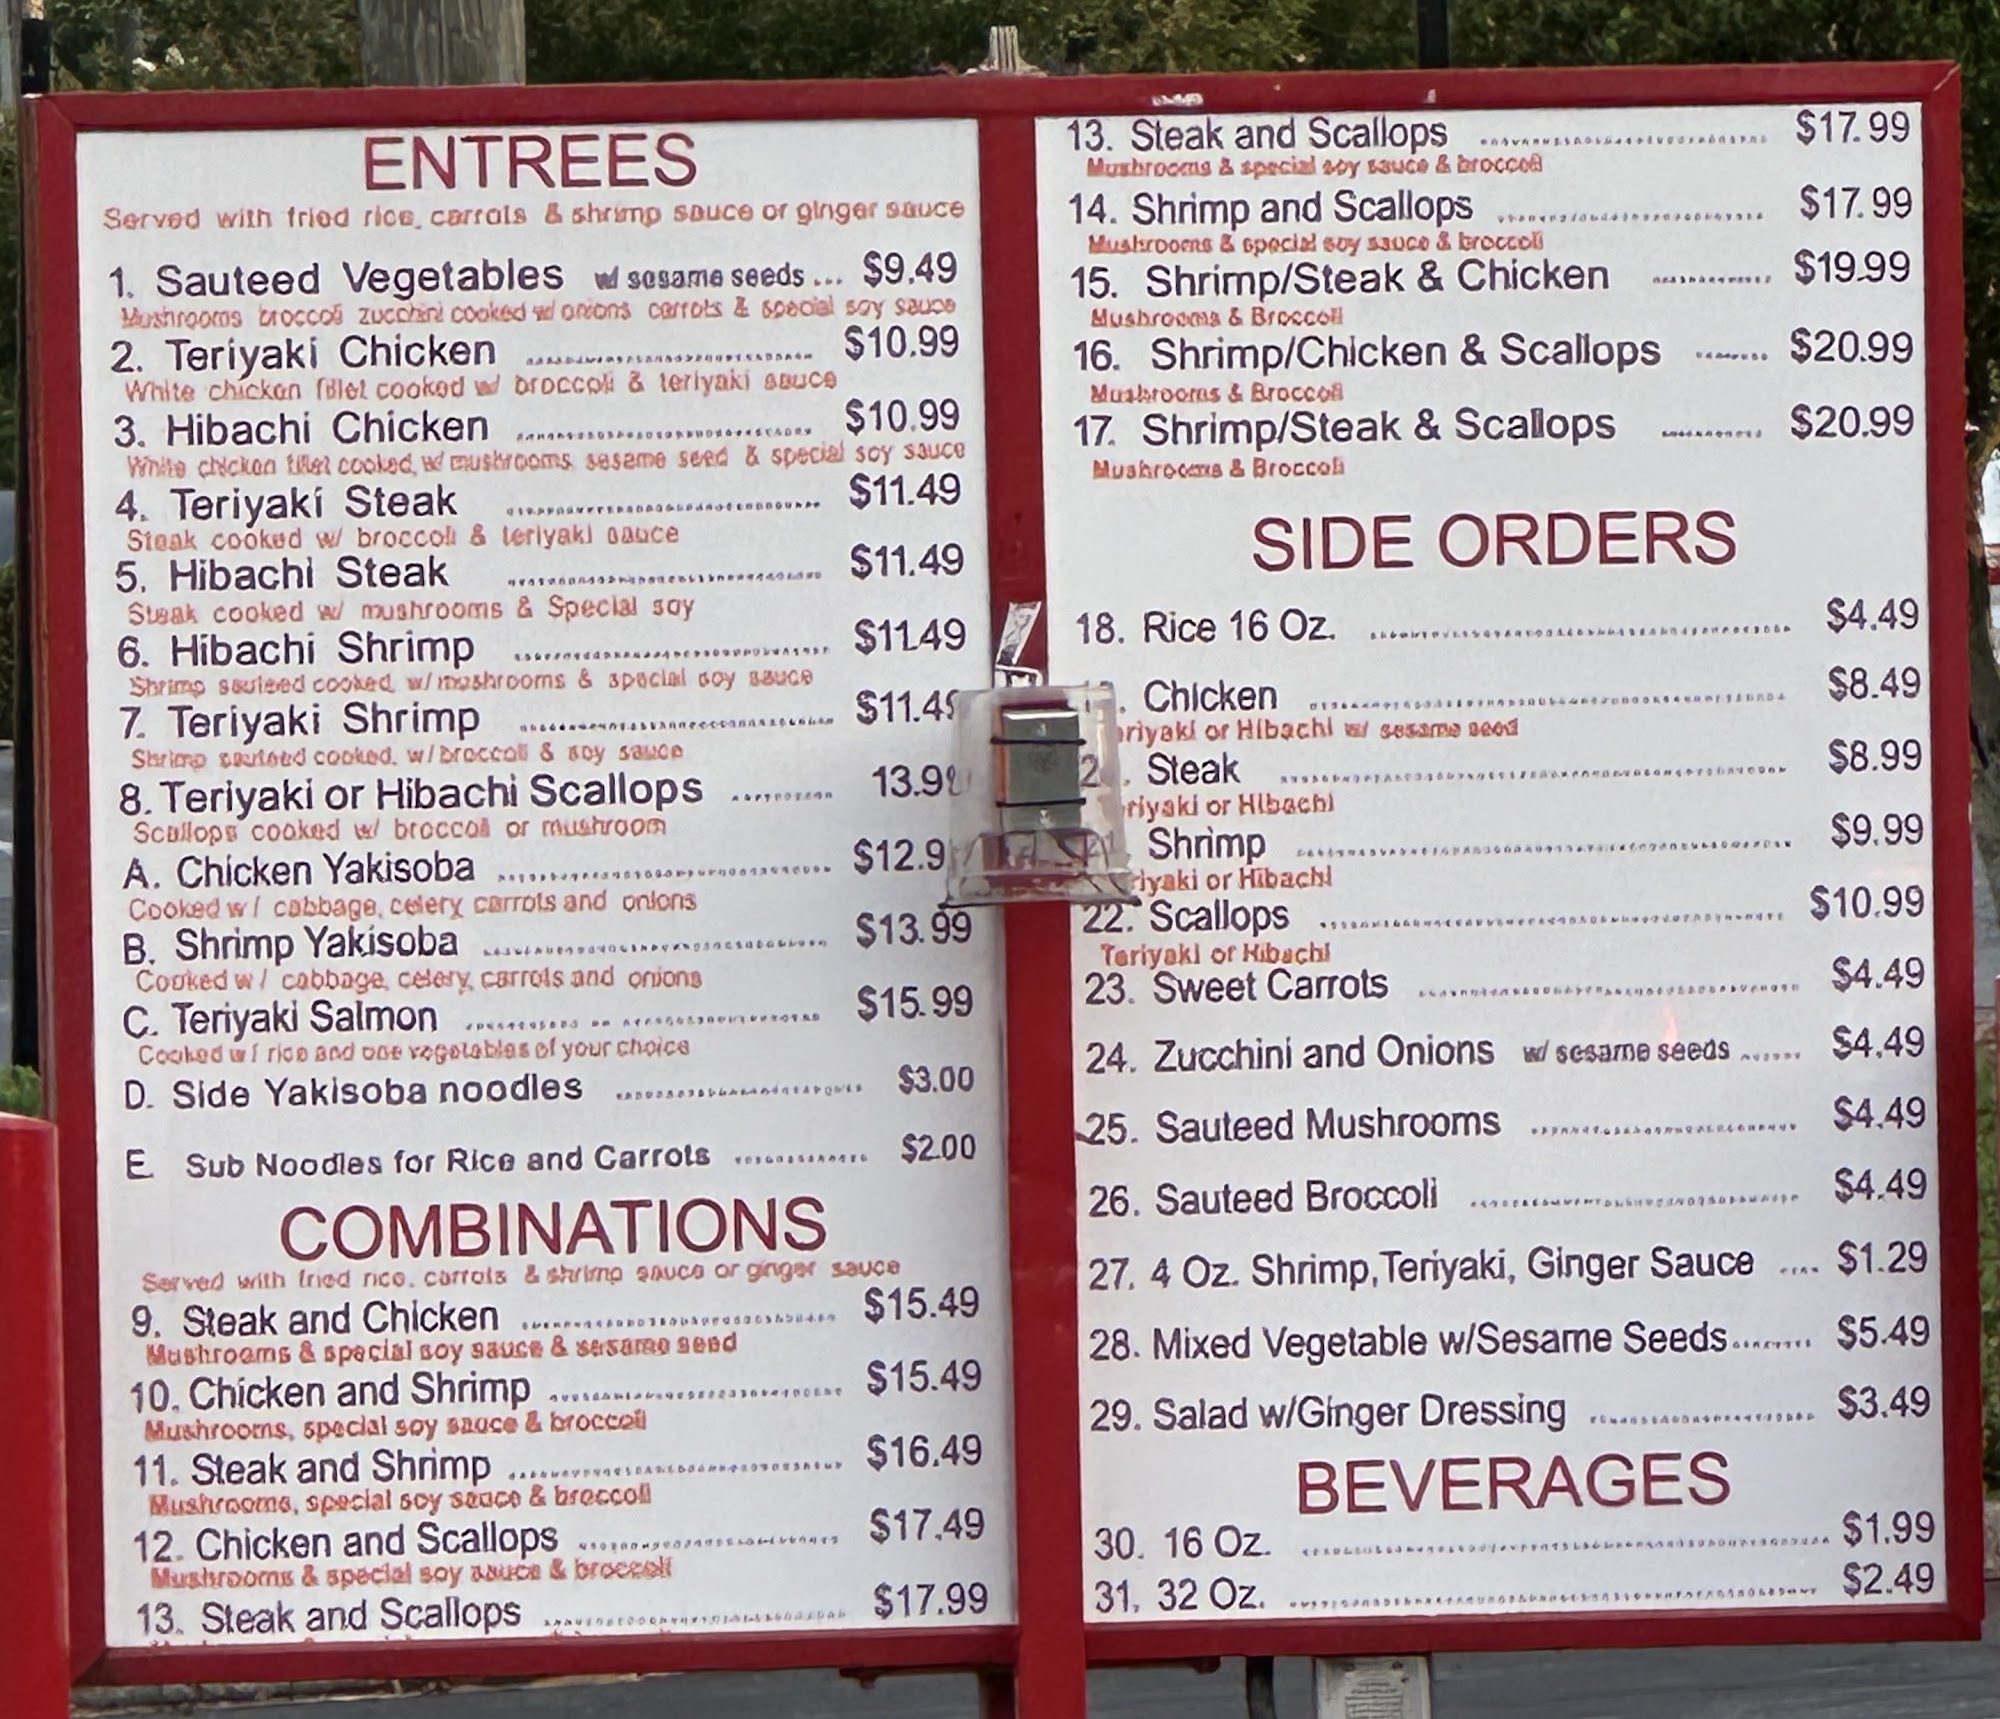 ENTREES
Served with fried rice, carrots & shrimp sauce or ginger sauce
1. Sauteed Vegetables w/ sesame seeds ... $9.49
Mushrooms broccoli zucchini cooked w/ onions carrots & special soy sauce
2. Teriyaki Chicken $10.99
White chicken fillet cooked w/ broccoli & teriyaki sauce
3. Hibachi Chicken $10.99
White chicken fillet cooked, w/ mushrooms, sesame seed & special soy sauce
4. Teriyaki Steak $11.49
Steak cooked w/ broccoli & teriyaki sauce
5. Hibachi Steak $11.49
Steak cooked w/ mushrooms & Special soy
6. Hibachi Shrimp $11.49
Shrimp sauteed cooked, w/ mushrooms & special soy sauce
7. Teriyaki Shrimp $11.4
Shrimp sauteed cooked, w/ broccoli & soy sauce
8. Teriyaki or Hibachi Scallops 13.9
Scallops cooked w/ broccoli or mushroom
A. Chicken Yakisoba $12.9
Cooked w/ cabbage, celery, carrots and onions
B. Shrimp Yakisoba $13.99
Cooked w/ cabbage, celery, carrots and onions
C. Teriyaki Salmon $15.99
Cooked w/ rice and one vegetables of your choice
D. Side Yakisoba noodles $3.00
E. Sub Noodles for Rice and Carrots $2.00
COMBINATIONS
Served with fried rice, carrots & shrimp sauce or ginger sauce
9. Steak and Chicken $15.49
Mushrooms & special soy sauce & sesame seed
10. Chicken and Shrimp $15.49
Mushrooms, special soy sauce & broccoli
11. Steak and Shrimp $16.49
Mushrooms, special soy sauce & broccoli
12. Chicken and Scallops $17.49
Mushrooms & special soy sauce & broccoli
13. Steak and Scallops $17.99
13. Steak and Scallops $17.99
Mushrooms & special soy sauce & broccoli
14. Shrimp and Scallops $17.99
Mushrooms & special soy sauce & broccoli
15. Shrimp/Steak & Chicken $19.99
Mushrooms & Broccoli
16. Shrimp/Chicken & Scallops $20.99
Mushrooms & Broccoli
17. Shrimp/Steak & Scallops $20.99
Mushrooms & Broccoli
SIDE ORDERS
18. Rice 16 Oz. $4.49
Chicken $8.49
riyaki or Hibachi w/ sesame seed
2 . Steak $8.99
riyaki or Hibachi
Shrimp $9.99
riyaki or Hibachi
22. Scallops $10.99
Teriyaki or Hibachi
23. Sweet Carrots $4.49
24. Zucchini and Onions w/ sesame seeds $4.49
25. Sauteed Mushrooms $4.49
26. Sauteed Broccoli $4.49
27. 4 Oz. Shrimp, Teriyaki, Ginger Sauce $1.29
28. Mixed Vegetable w/Sesame Seeds $5.49
29. Salad w/Ginger Dressing $3.49
BEVERAGES
30. 16 Oz. $1.99
31. 32 Oz. $2.49